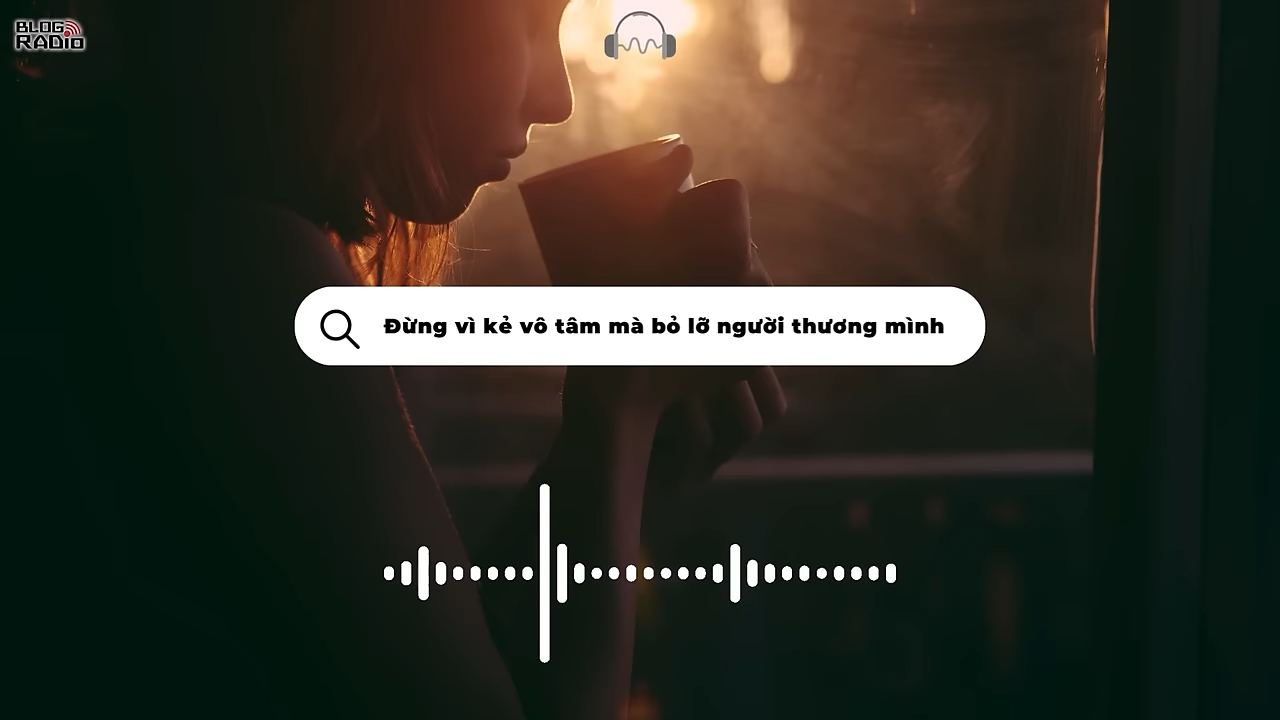 BLOG
RADIO
Đừng vì kẻ vô tâm mà bỏ lỡ người thương mình